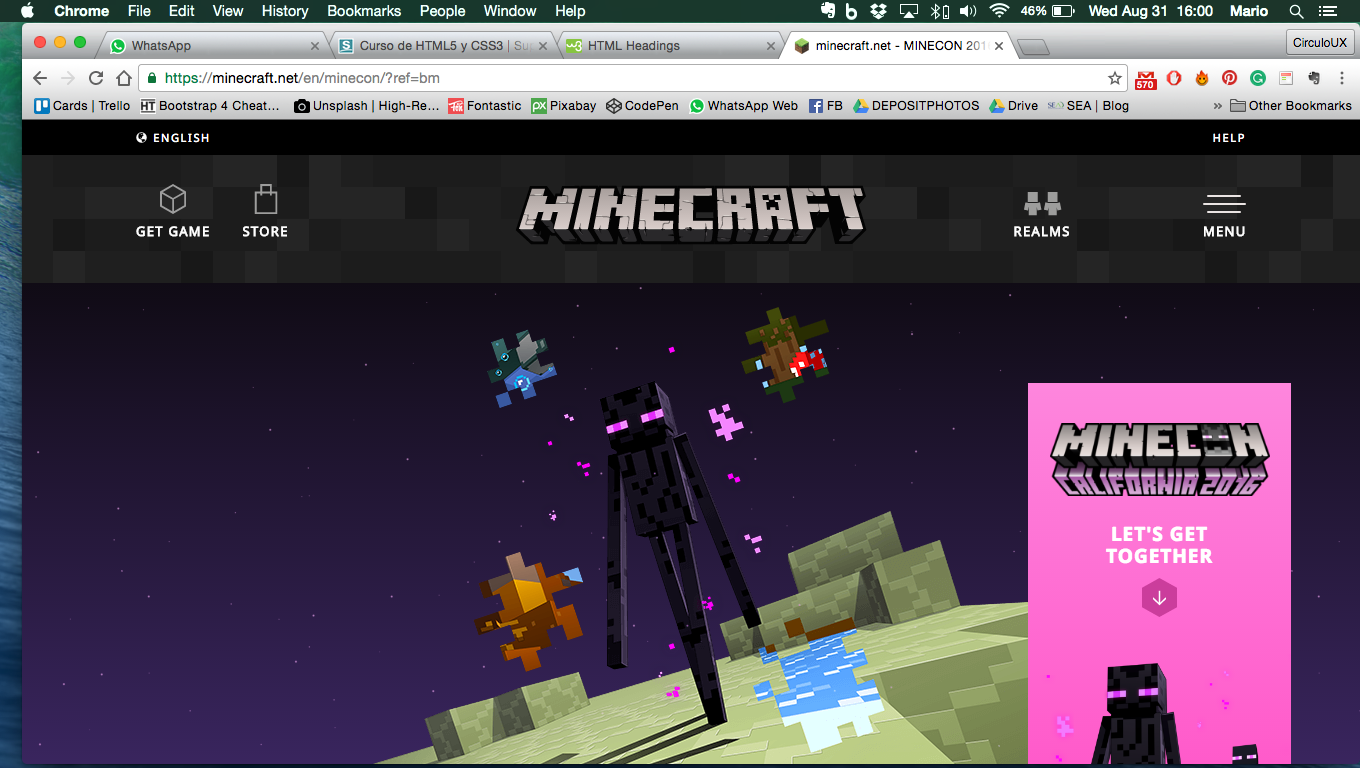 Chrome File Edit View History Bookmarks People Window Help 46% Wed Aug 31 16:00 Mario
WhatsApp Curso de HTML5 y CSS3 | Su HTML Headings minecraft.net - MINECON 201 CirculoUX
https://minecraft.net/en/minecon/?ref=bm 570
Cards | Trello HT Bootstrap 4 Cheat… Unsplash | High-Re… Fontastic px Pixabay CodePen WhatsApp Web FB DEPOSITPHOTOS Drive SEA | Blog » Other Bookmarks
ENGLISH HELP
MINECRAFT
GET GAME STORE REALMS MENU
MINECON
CALIFORNIA 2016
LET'S GET
TOGETHER